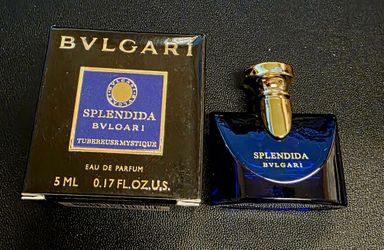 BVLGARI
SPLENDIDA
BVLGARI
TUBEREUSE MYSTIQUE
EAU DE PARFUM
5 ML 0.17 FL.OZ.U.S.
SPLENDIDA
BVLGARI